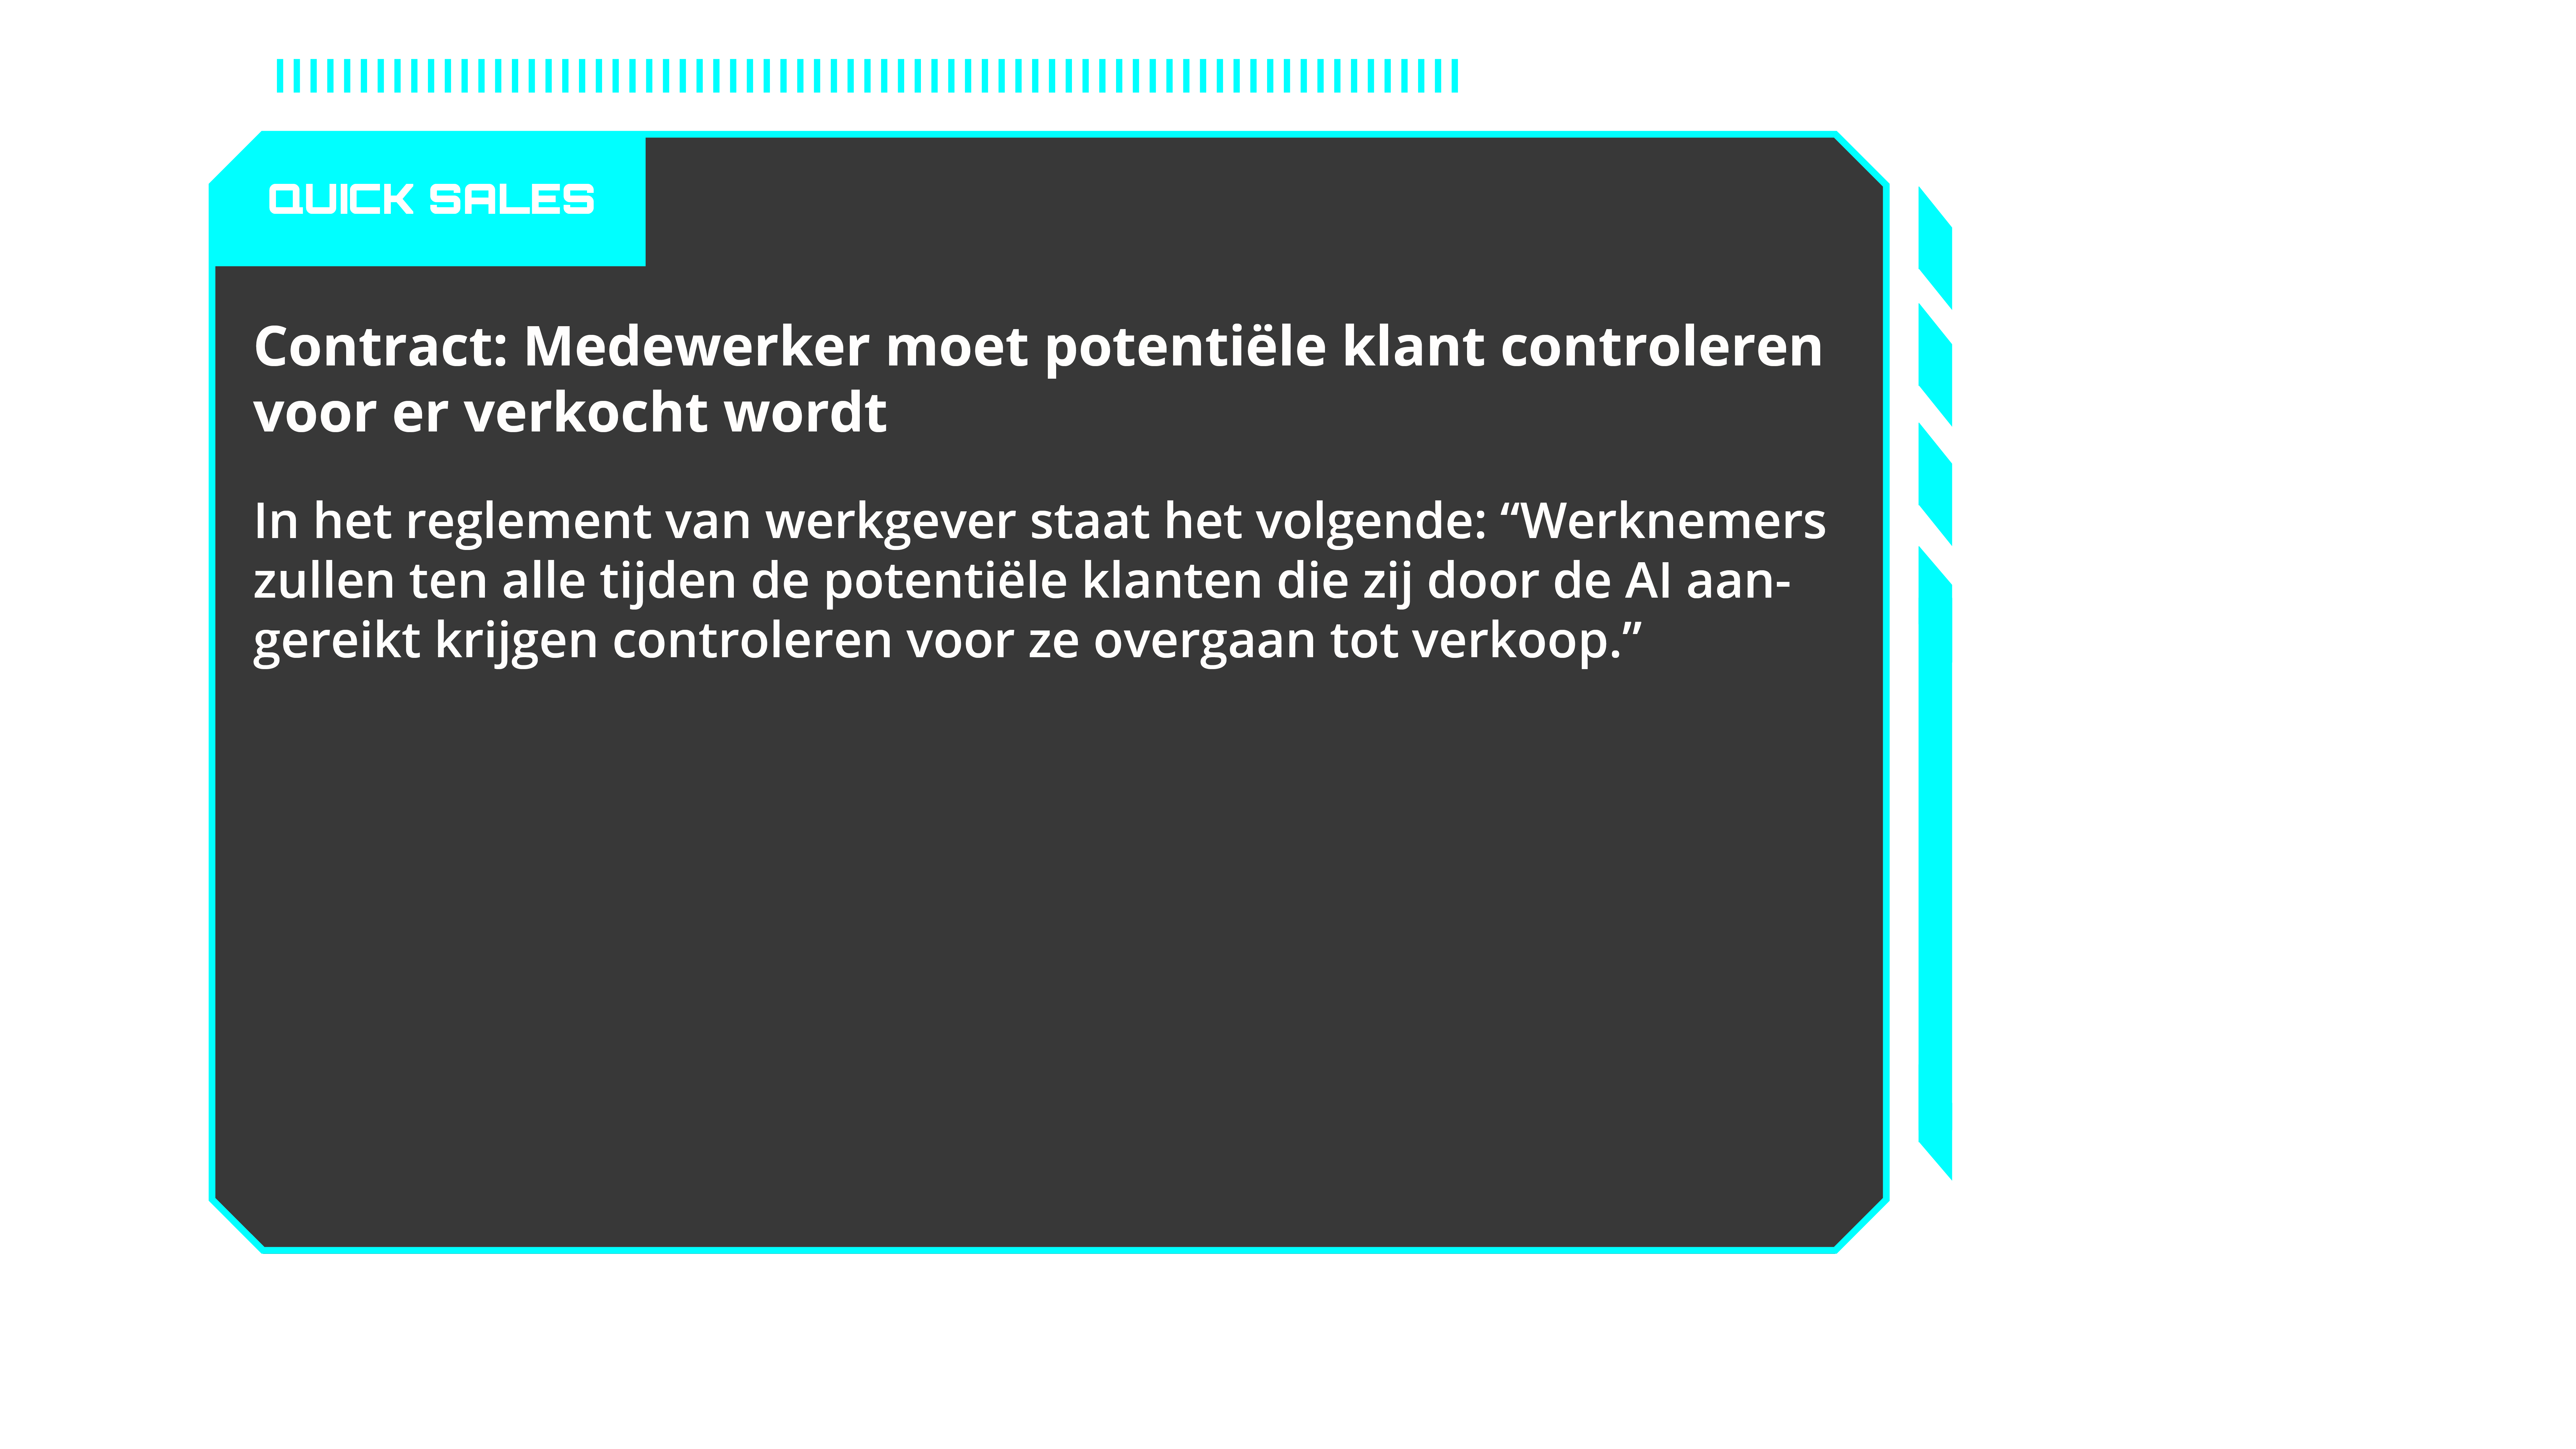 QUICK SALES
Contract: Medewerker moet potentiële klant controleren
voor er verkocht wordt
In het reglement van werkgever staat het volgende: “Werknemers
zullen ten alle tijden de potentiële klanten die zij door de AI aan-
gereikt krijgen controleren voor ze overgaan tot verkoop.”